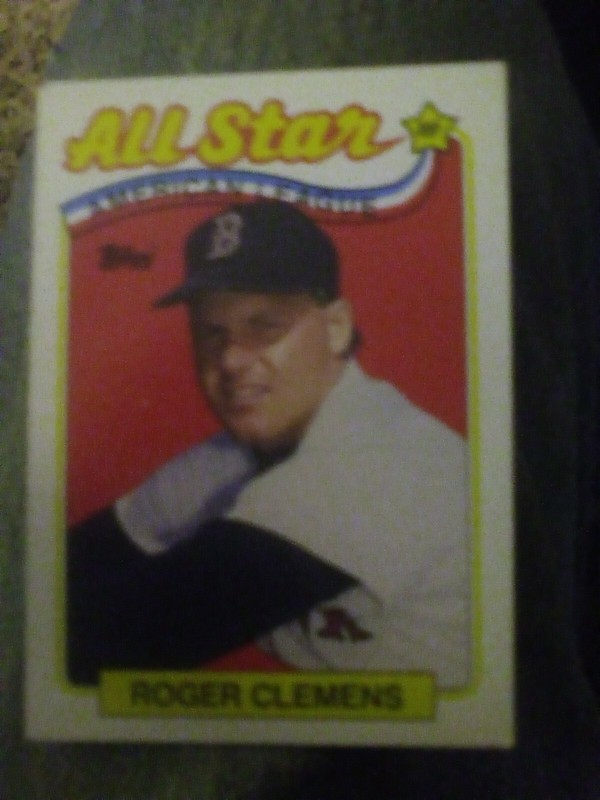 All Star
AMERICAN LEAGUE
Topps
B
ROGER CLEMENS